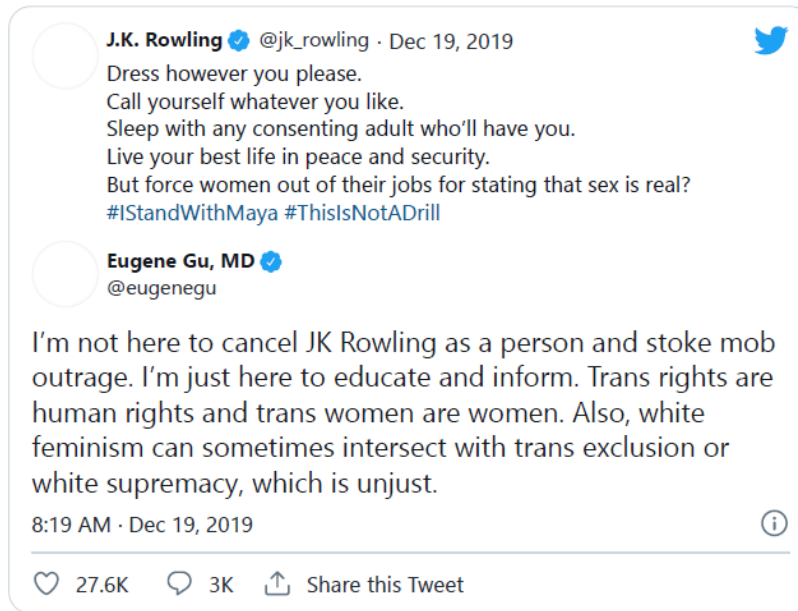 J.K. Rowling @jk_rowling · Dec 19, 2019
Dress however you please.
Call yourself whatever you like.
Sleep with any consenting adult who'll have you.
Live your best life in peace and security.
But force women out of their jobs for stating that sex is real?
#IStandWithMaya #ThisIsNotADrill
Eugene Gu, MD
@eugenegu
I'm not here to cancel JK Rowling as a person and stoke mob
outrage. I'm just here to educate and inform. Trans rights are
human rights and trans women are women. Also, white
feminism can sometimes intersect with trans exclusion or
white supremacy, which is unjust.
8:19 AM · Dec 19, 2019
27.6K 3K Share this Tweet